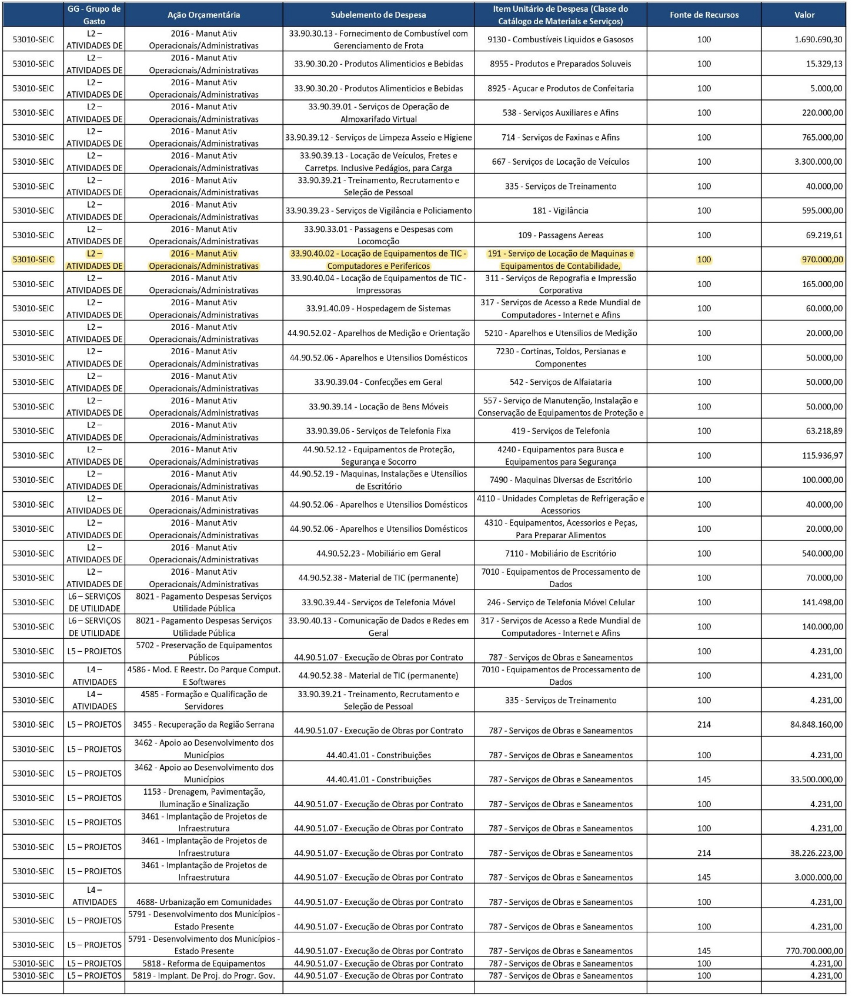 GG - Grupo de Gasto | Ação Orçamentária | Subelemento de Despesa | Item Unitário de Despesa (Classe do Catálogo de Materiais e Serviços) | Fonte de Recursos | Valor
53010-SEIC | L2 – ATIVIDADES DE | 2016 - Manut Ativ Operacionais/Administrativas | 33.90.30.13 - Fornecimento de Combustível com Gerenciamento de Frota | 9130 - Combustíveis Liquidos e Gasosos | 100 | 1.690.690,30
53010-SEIC | L2 – ATIVIDADES DE | 2016 - Manut Ativ Operacionais/Administrativas | 33.90.30.20 - Produtos Alimenticios e Bebidas | 8955 - Produtos e Preparados Soluveis | 100 | 15.329,13
53010-SEIC | L2 – ATIVIDADES DE | 2016 - Manut Ativ Operacionais/Administrativas | 33.90.30.20 - Produtos Alimenticios e Bebidas | 8925 - Açucar e Produtos de Confeitaria | 100 | 5.000,00
53010-SEIC | L2 – ATIVIDADES DE | 2016 - Manut Ativ Operacionais/Administrativas | 33.90.39.01 - Serviços de Operação de Almoxarifado Virtual | 538 - Serviços Auxiliares e Afins | 100 | 220.000,00
53010-SEIC | L2 – ATIVIDADES DE | 2016 - Manut Ativ Operacionais/Administrativas | 33.90.39.12 - Serviços de Limpeza Asseio e Higiene | 714 - Serviços de Faxinas e Afins | 100 | 765.000,00
53010-SEIC | L2 – ATIVIDADES DE | 2016 - Manut Ativ Operacionais/Administrativas | 33.90.39.13 - Locação de Veículos, Fretes e Carretps. Inclusive Pedágios, para Carga | 667 - Serviços de Locação de Veículos | 100 | 3.300.000,00
53010-SEIC | L2 – ATIVIDADES DE | 2016 - Manut Ativ Operacionais/Administrativas | 33.90.39.21 - Treinamento, Recrutamento e Seleção de Pessoal | 335 - Serviços de Treinamento | 100 | 40.000,00
53010-SEIC | L2 – ATIVIDADES DE | 2016 - Manut Ativ Operacionais/Administrativas | 33.90.39.23 - Serviços de Vigilância e Policiamento | 181 - Vigilância | 100 | 595.000,00
53010-SEIC | L2 – ATIVIDADES DE | 2016 - Manut Ativ Operacionais/Administrativas | 33.90.33.01 - Passagens e Despesas com Locomoção | 109 - Passagens Aereas | 100 | 69.219,61
53010-SEIC | L2 – ATIVIDADES DE | 2016 - Manut Ativ Operacionais/Administrativas | 33.90.40.02 - Locação de Equipamentos de TIC - Computadores e Perifericos | 191 - Serviço de Locação de Maquinas e Equipamentos de Contabilidade, | 100 | 970.000,00
53010-SEIC | L2 – ATIVIDADES DE | 2016 - Manut Ativ Operacionais/Administrativas | 33.90.40.04 - Locação de Equipamentos de TIC - Impressoras | 311 - Serviços de Repografia e Impressão Corporativa | 100 | 165.000,00
53010-SEIC | L2 – ATIVIDADES DE | 2016 - Manut Ativ Operacionais/Administrativas | 33.91.40.09 - Hospedagem de Sistemas | 317 - Serviços de Acesso a Rede Mundial de Computadores - Internet e Afins | 100 | 60.000,00
53010-SEIC | L2 – ATIVIDADES DE | 2016 - Manut Ativ Operacionais/Administrativas | 44.90.52.02 - Aparelhos de Medição e Orientação | 5210 - Aparelhos e Utensilios de Medição | 100 | 20.000,00
53010-SEIC | L2 – ATIVIDADES DE | 2016 - Manut Ativ Operacionais/Administrativas | 44.90.52.06 - Aparelhos e Utensilios Domésticos | 7230 - Cortinas, Toldos, Persianas e Componentes | 100 | 50.000,00
53010-SEIC | L2 – ATIVIDADES DE | 2016 - Manut Ativ Operacionais/Administrativas | 33.90.39.04 - Confecções em Geral | 542 - Serviços de Alfaiataria | 100 | 50.000,00
53010-SEIC | L2 – ATIVIDADES DE | 2016 - Manut Ativ Operacionais/Administrativas | 33.90.39.14 - Locação de Bens Móveis | 557 - Serviço de Manutenção, Instalação e Conservação de Equipamentos de Proteção e | 100 | 50.000,00
53010-SEIC | L2 – ATIVIDADES DE | 2016 - Manut Ativ Operacionais/Administrativas | 33.90.39.06 - Serviços de Telefonia Fixa | 419 - Serviços de Telefonia | 100 | 63.218,89
53010-SEIC | L2 – ATIVIDADES DE | 2016 - Manut Ativ Operacionais/Administrativas | 44.90.52.12 - Equipamentos de Proteção, Segurança e Socorro | 4240 - Equipamentos para Busca e Equipamentos para Segurança | 100 | 115.936,97
53010-SEIC | L2 – ATIVIDADES DE | 2016 - Manut Ativ Operacionais/Administrativas | 44.90.52.19 - Maquinas, Instalações e Utensílios de Escritório | 7490 - Maquinas Diversas de Escritório | 100 | 100.000,00
53010-SEIC | L2 – ATIVIDADES DE | 2016 - Manut Ativ Operacionais/Administrativas | 44.90.52.06 - Aparelhos e Utensilios Domésticos | 4110 - Unidades Completas de Refrigeração e Acessorios | 100 | 40.000,00
53010-SEIC | L2 – ATIVIDADES DE | 2016 - Manut Ativ Operacionais/Administrativas | 44.90.52.06 - Aparelhos e Utensilios Domésticos | 4310 - Equipamentos, Acessorios e Peças, Para Preparar Alimentos | 100 | 20.000,00
53010-SEIC | L2 – ATIVIDADES DE | 2016 - Manut Ativ Operacionais/Administrativas | 44.90.52.23 - Mobiliário em Geral | 7110 - Mobiliário de Escritório | 100 | 540.000,00
53010-SEIC | L2 – ATIVIDADES DE | 2016 - Manut Ativ Operacionais/Administrativas | 44.90.52.38 - Material de TIC (permanente) | 7010 - Equipamentos de Processamento de Dados | 100 | 70.000,00
53010-SEIC | L6 – SERVIÇOS DE UTILIDADE | 8021 - Pagamento Despesas Serviços Utilidade Pública | 33.90.39.44 - Serviços de Telefonia Móvel | 246 - Serviço de Telefonia Móvel Celular | 100 | 141.498,00
53010-SEIC | L6 – SERVIÇOS DE UTILIDADE | 8021 - Pagamento Despesas Serviços Utilidade Pública | 33.90.40.13 - Comunicação de Dados e Redes em Geral | 317 - Serviços de Acesso a Rede Mundial de Computadores - Internet e Afins | 100 | 140.000,00
53010-SEIC | L5 – PROJETOS | 5702 - Preservação de Equipamentos Públicos | 44.90.51.07 - Execução de Obras por Contrato | 787 - Serviços de Obras e Saneamentos | 100 | 4.231,00
53010-SEIC | L4 – ATIVIDADES | 4586 - Mod. E Reestr. Do Parque Comput. E Softwares | 44.90.52.38 - Material de TIC (permanente) | 7010 - Equipamentos de Processamento de Dados | 100 | 4.231,00
53010-SEIC | L4 – ATIVIDADES | 4585 - Formação e Qualificação de Servidores | 33.90.39.21 - Treinamento, Recrutamento e Seleção de Pessoal | 335 - Serviços de Treinamento | 100 | 4.231,00
53010-SEIC | L5 – PROJETOS | 3455 - Recuperação da Região Serrana | 44.90.51.07 - Execução de Obras por Contrato | 787 - Serviços de Obras e Saneamentos | 214 | 84.848.160,00
53010-SEIC | L5 – PROJETOS | 3462 - Apoio ao Desenvolvimento dos Municípios | 44.40.41.01 - Constribuições | 787 - Serviços de Obras e Saneamentos | 100 | 4.231,00
53010-SEIC | L5 – PROJETOS | 3462 - Apoio ao Desenvolvimento dos Municípios | 44.40.41.01 - Constribuições | 787 - Serviços de Obras e Saneamentos | 145 | 33.500.000,00
53010-SEIC | L5 – PROJETOS | 1153 - Drenagem, Pavimentação, Iluminação e Sinalização | 44.90.51.07 - Execução de Obras por Contrato | 787 - Serviços de Obras e Saneamentos | 100 | 4.231,00
53010-SEIC | L5 – PROJETOS | 3461 - Implantação de Projetos de Infraestrutura | 44.90.51.07 - Execução de Obras por Contrato | 787 - Serviços de Obras e Saneamentos | 100 | 4.231,00
53010-SEIC | L5 – PROJETOS | 3461 - Implantação de Projetos de Infraestrutura | 44.90.51.07 - Execução de Obras por Contrato | 787 - Serviços de Obras e Saneamentos | 214 | 38.226.223,00
53010-SEIC | L5 – PROJETOS | 3461 - Implantação de Projetos de Infraestrutura | 44.90.51.07 - Execução de Obras por Contrato | 787 - Serviços de Obras e Saneamentos | 145 | 3.000.000,00
53010-SEIC | L4 – ATIVIDADES | 4688- Urbanização em Comunidades | 44.90.51.07 - Execução de Obras por Contrato | 787 - Serviços de Obras e Saneamentos | 100 | 4.231,00
53010-SEIC | L5 – PROJETOS | 5791 - Desenvolvimento dos Municípios - Estado Presente | 44.90.51.07 - Execução de Obras por Contrato | 787 - Serviços de Obras e Saneamentos | 100 | 4.231,00
53010-SEIC | L5 – PROJETOS | 5791 - Desenvolvimento dos Municípios - Estado Presente | 44.90.51.07 - Execução de Obras por Contrato | 787 - Serviços de Obras e Saneamentos | 145 | 770.700.000,00
53010-SEIC | L5 – PROJETOS | 5818 - Reforma de Equipamentos | 44.90.51.07 - Execução de Obras por Contrato | 787 - Serviços de Obras e Saneamentos | 100 | 4.231,00
53010-SEIC | L5 – PROJETOS | 5819 - Implant. De Proj. do Progr. Gov. | 44.90.51.07 - Execução de Obras por Contrato | 787 - Serviços de Obras e Saneamentos | 100 | 4.231,00